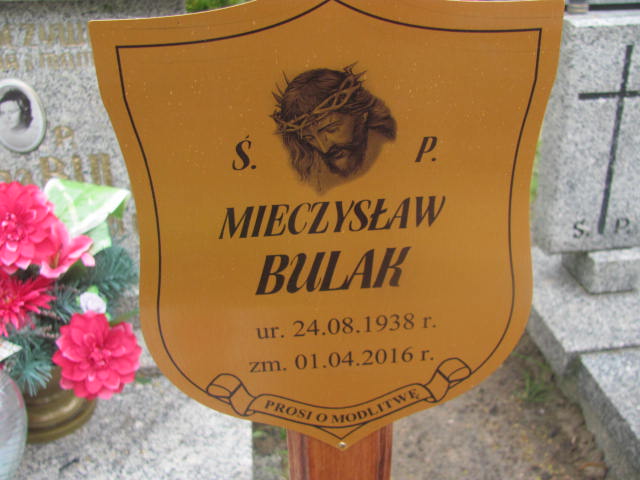 Ś. P.
MIECZYSŁAW
BULAK
ur. 24.08.1938 r.
zm. 01.04.2016 r.
PROSI O MODLITWĘ
Ś. P.